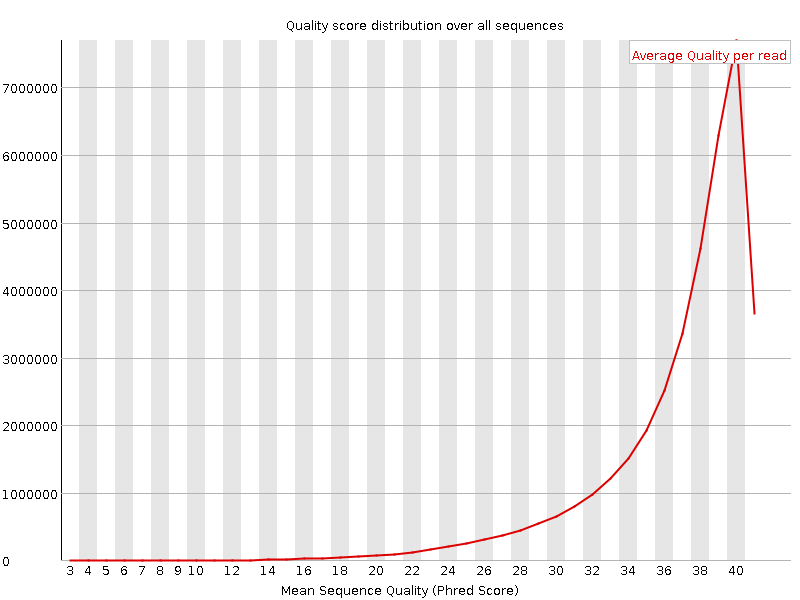 Quality score distribution over all sequences
Average Quality per read
7000000
6000000
5000000
4000000
3000000
2000000
1000000
0
3 4 5 6 7 8 9 10 12 14 16 18 20 22 24 26 28 30 32 34 36 38 40
Mean Sequence Quality (Phred Score)